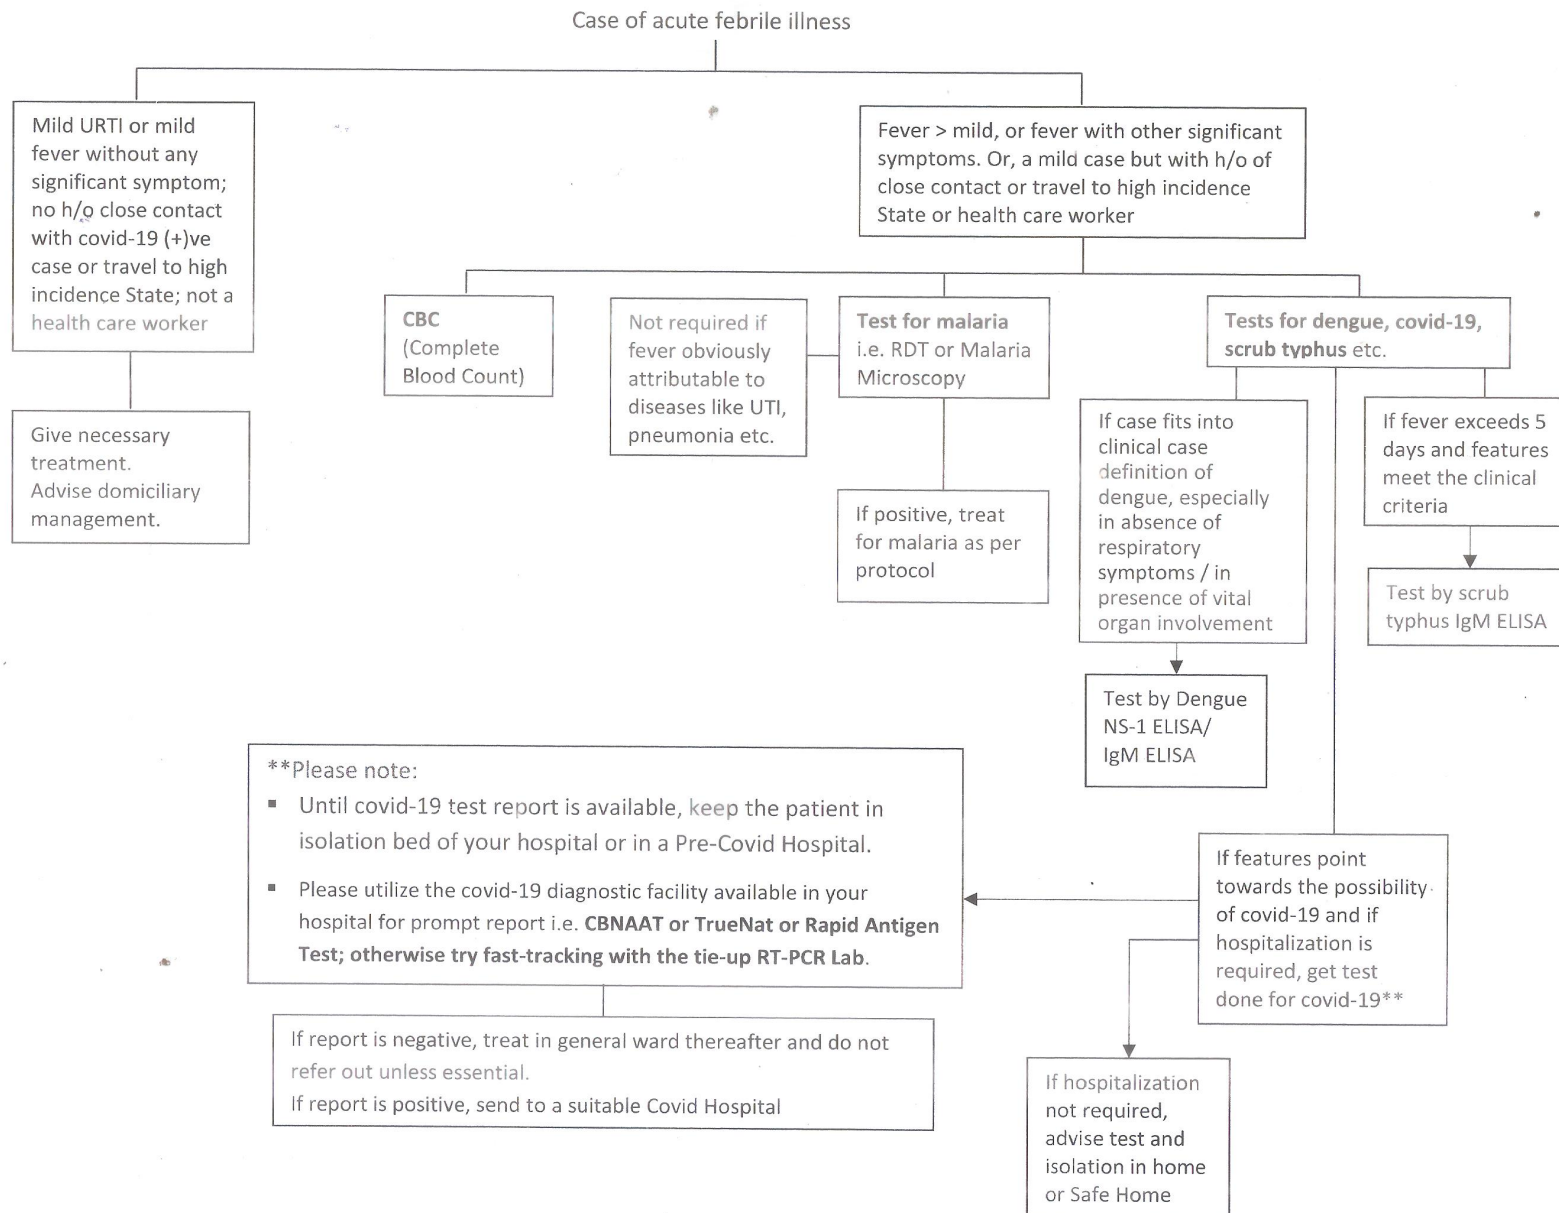 Case of acute febrile illness
Mild URTI or mild
fever without any
significant symptom;
no h/o close contact
with covid-19 (+)ve
case or travel to high
incidence State; not a
health care worker
Give necessary
treatment.
Advise domiciliary
management.
Fever > mild, or fever with other significant
symptoms. Or, a mild case but with h/o of
close contact or travel to high incidence
State or health care worker
CBC
(Complete
Blood Count)
Not required if
fever obviously
attributable to
diseases like UTI,
pneumonia etc.
Test for malaria
i.e. RDT or Malaria
Microscopy
If positive, treat
for malaria as per
protocol
Tests for dengue, covid-19,
scrub typhus etc.
If case fits into
clinical case
definition of
dengue, especially
in absence of
respiratory
symptoms / in
presence of vital
organ involvement
Test by Dengue
NS-1 ELISA/
IgM ELISA
If fever exceeds 5
days and features
meet the clinical
criteria
Test by scrub
typhus IgM ELISA
If features point
towards the possibility
of covid-19 and if
hospitalization is
required, get test
done for covid-19**
**Please note:
▪ Until covid-19 test report is available, keep the patient in
isolation bed of your hospital or in a Pre-Covid Hospital.
▪ Please utilize the covid-19 diagnostic facility available in your
hospital for prompt report i.e. CBNAAT or TrueNat or Rapid Antigen
Test; otherwise try fast-tracking with the tie-up RT-PCR Lab.
If report is negative, treat in general ward thereafter and do not
refer out unless essential.
If report is positive, send to a suitable Covid Hospital
If hospitalization
not required,
advise test and
isolation in home
or Safe Home